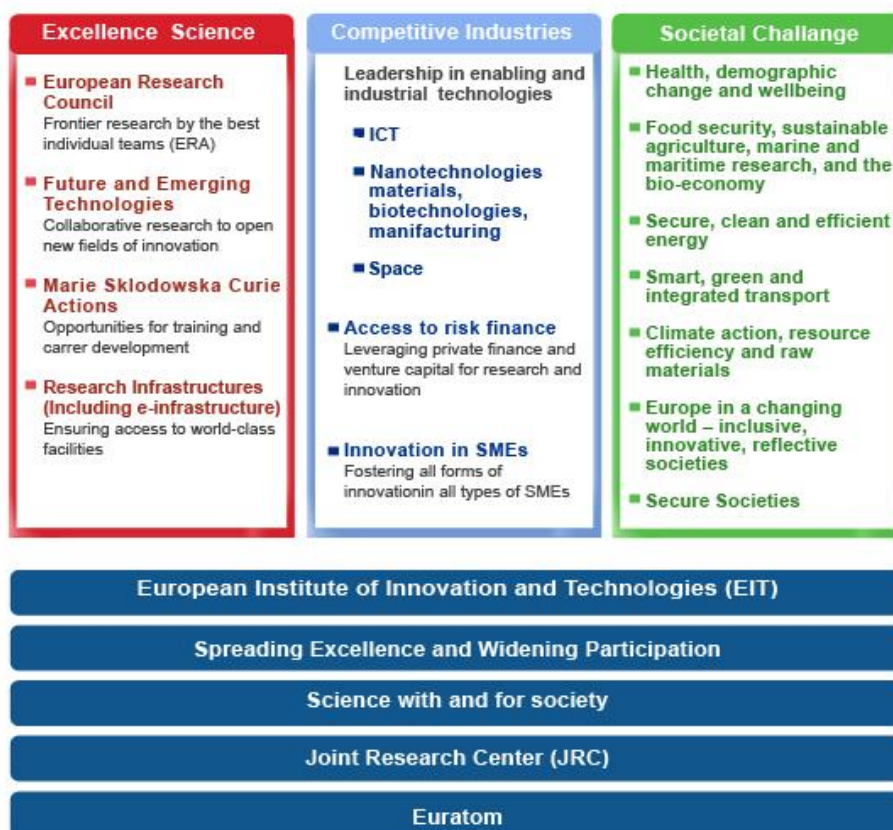 Excellence Science
European Research
Council
Frontier research by the best
individual teams (ERA)
Future and Emerging
Technologies
Collaborative research to open
new fields of innovation
Marie Sklodowska Curie
Actions
Opportunities for training and
carrer development
Research Infrastructures
(Including e-infrastructure)
Ensuring access to world-class
facilities
Competitive Industries
Leadership in enabling and
industrial technologies
ICT
Nanotechnologies
materials,
biotechnologies,
manifacturing
Space
Access to risk finance
Leveraging private finance and
venture capital for research and
innovation
Innovation in SMEs
Fostering all forms of
innovationin all types of SMEs
Societal Challange
Health, demographic
change and wellbeing
Food security, sustainable
agriculture, marine and
maritime research, and the
bio-economy
Secure, clean and efficient
energy
Smart, green and
integrated transport
Climate action, resource
efficiency and raw
materials
Europe in a changing
world – inclusive,
innovative, reflective
societies
Secure Societies
European Institute of Innovation and Technologies (EIT)
Spreading Excellence and Widening Participation
Science with and for society
Joint Research Center (JRC)
Euratom